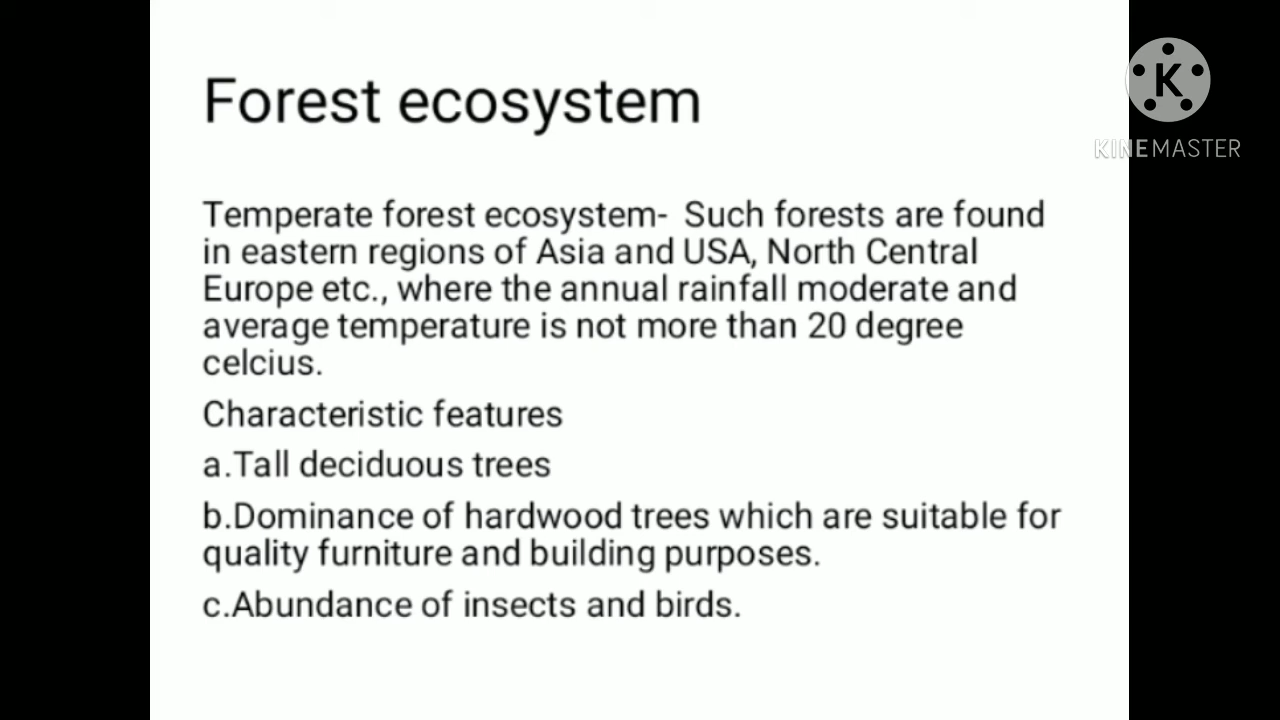 Forest ecosystem
KINEMASTER
Temperate forest ecosystem- Such forests are found
in eastern regions of Asia and USA, North Central
Europe etc., where the annual rainfall moderate and
average temperature is not more than 20 degree
celcius.
Characteristic features
a.Tall deciduous trees
b.Dominance of hardwood trees which are suitable for
quality furniture and building purposes.
c.Abundance of insects and birds.